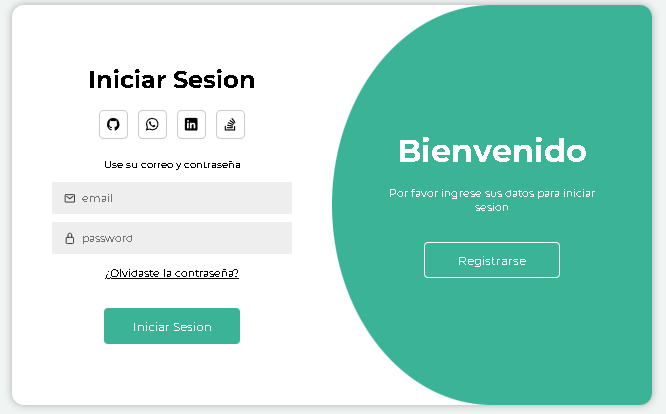 Iniciar Sesion
Use su correo y contraseña
email
password
¿Olvidaste la contraseña?
Iniciar Sesion
Bienvenido
Por favor ingrese sus datos para iniciar
sesion
Registrarse